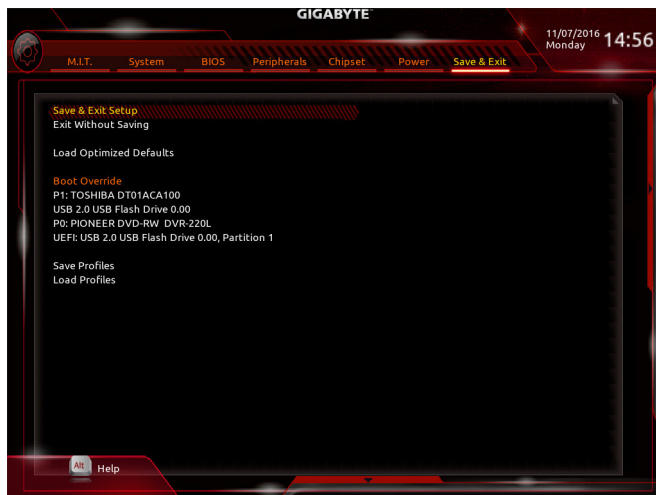 GIGABYTE™
11/07/2016 14:56
Monday
M.I.T. System BIOS Peripherals Chipset Power Save & Exit
Save & Exit Setup
Exit Without Saving
Load Optimized Defaults
Boot Override
P1: TOSHIBA DT01ACA100
USB 2.0 USB Flash Drive 0.00
P0: PIONEER DVD-RW DVR-220L
UEFI: USB 2.0 USB Flash Drive 0.00, Partition 1
Save Profiles
Load Profiles
Alt Help